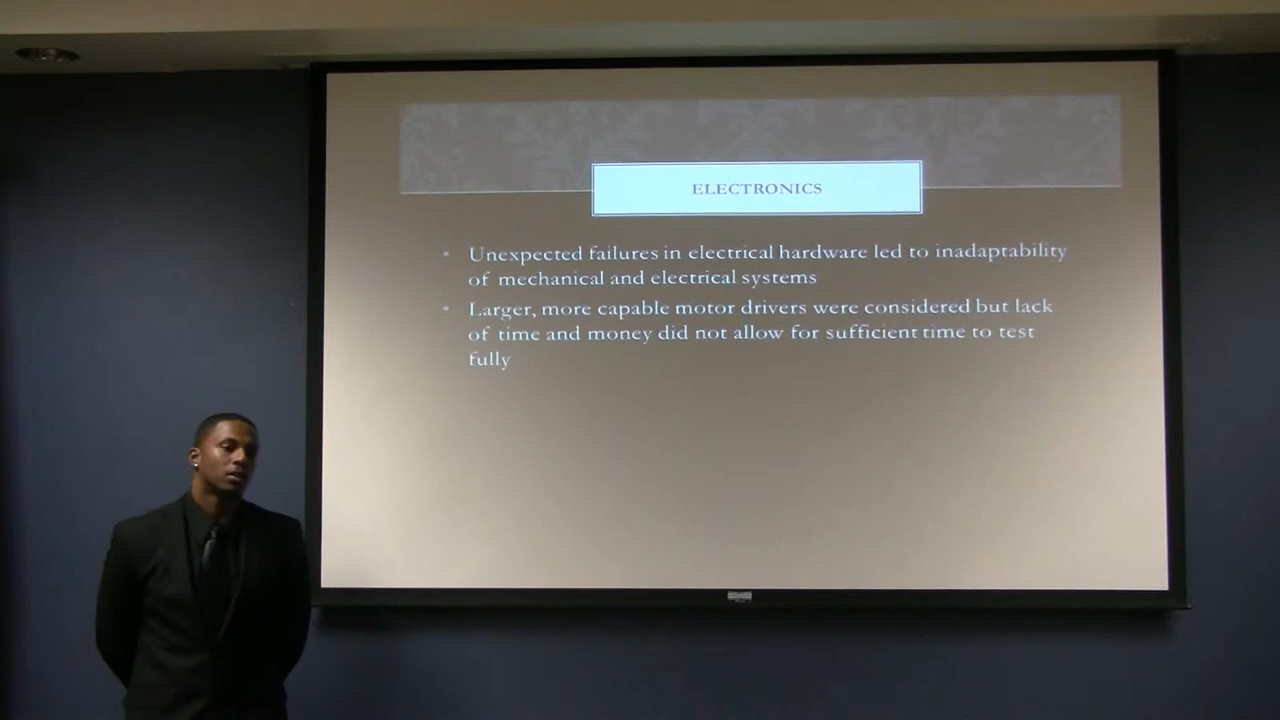 ELECTRONICS
• Unexpected failures in electrical hardware led to inadaptability
of mechanical and electrical systems
• Larger, more capable motor drivers were considered but lack
of time and money did not allow for sufficient time to test
fully